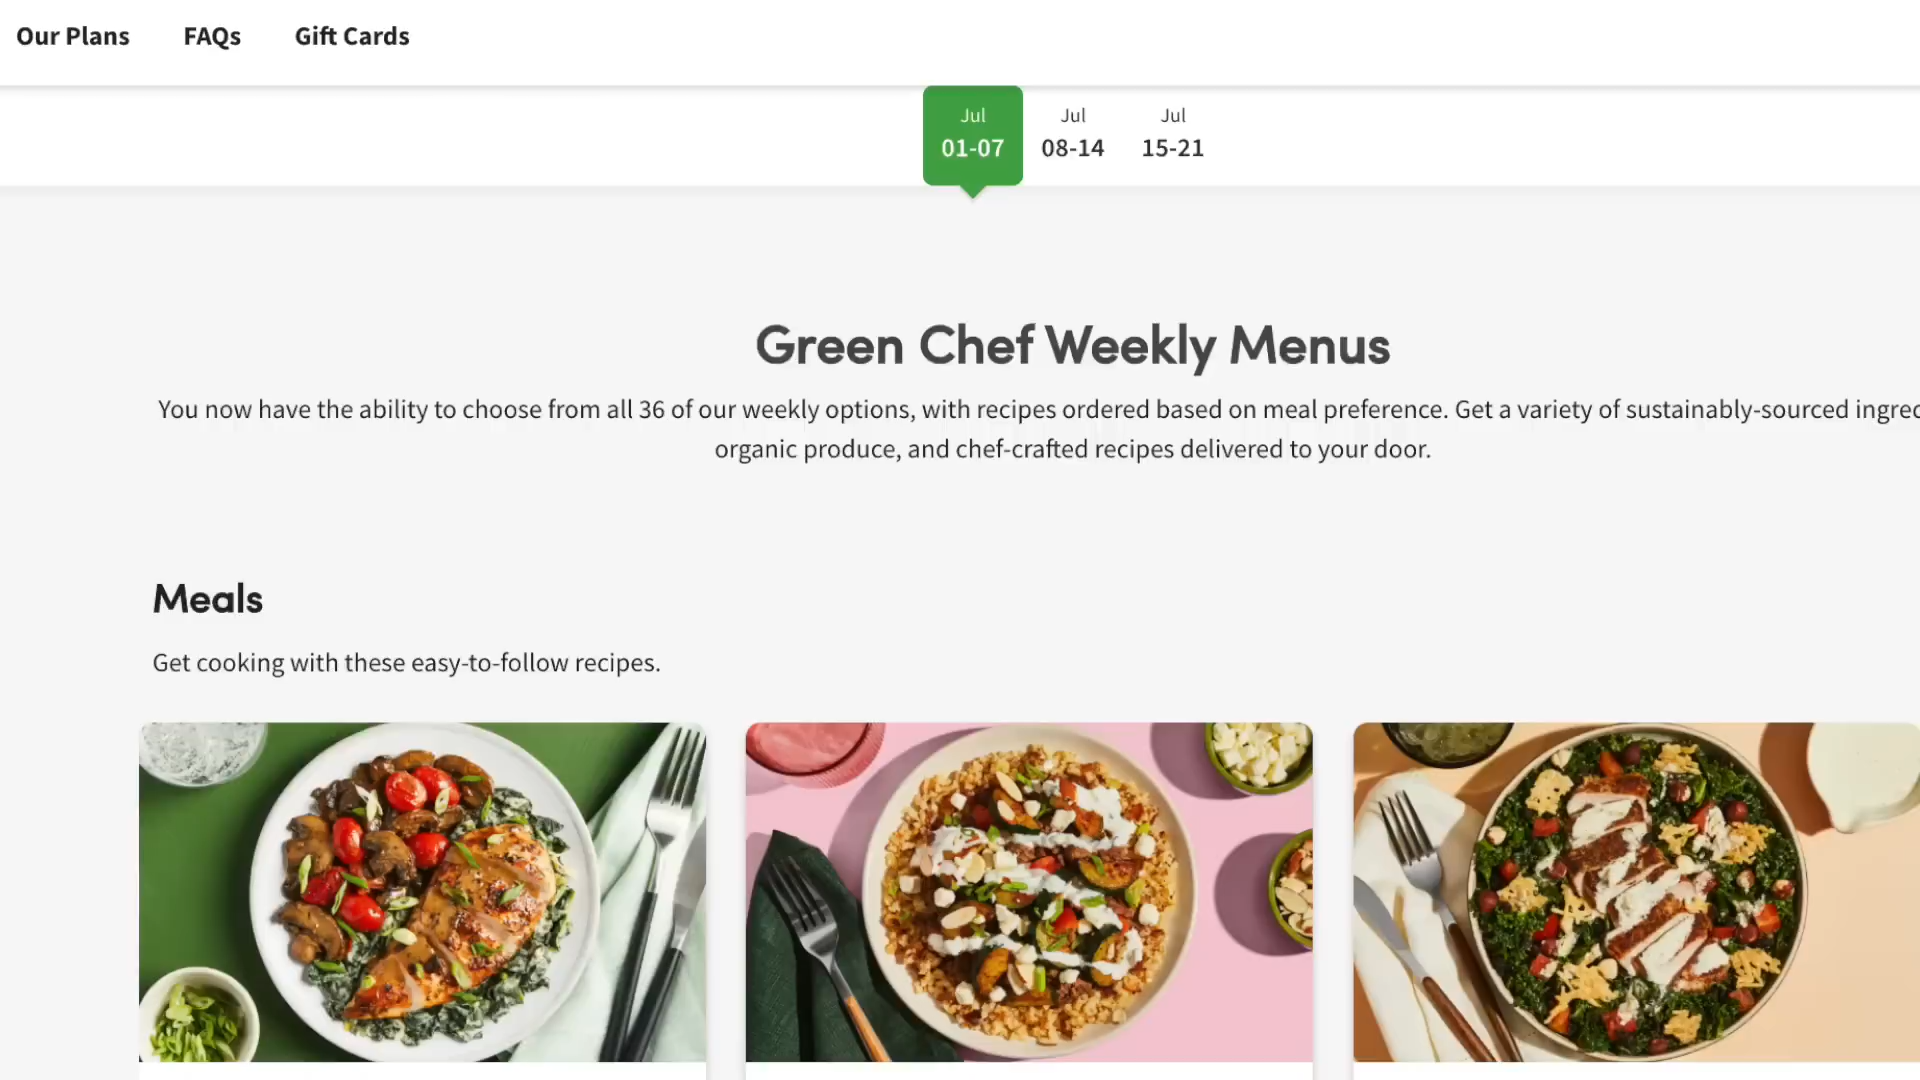 Our Plans FAQs Gift Cards
Jul Jul Jul
01-07 08-14 15-21
Green Chef Weekly Menus
You now have the ability to choose from all 36 of our weekly options, with recipes ordered based on meal preference. Get a variety of sustainably-sourced
organic produce, and chef-crafted recipes delivered to your door.
Meals
Get cooking with these easy-to-follow recipes.